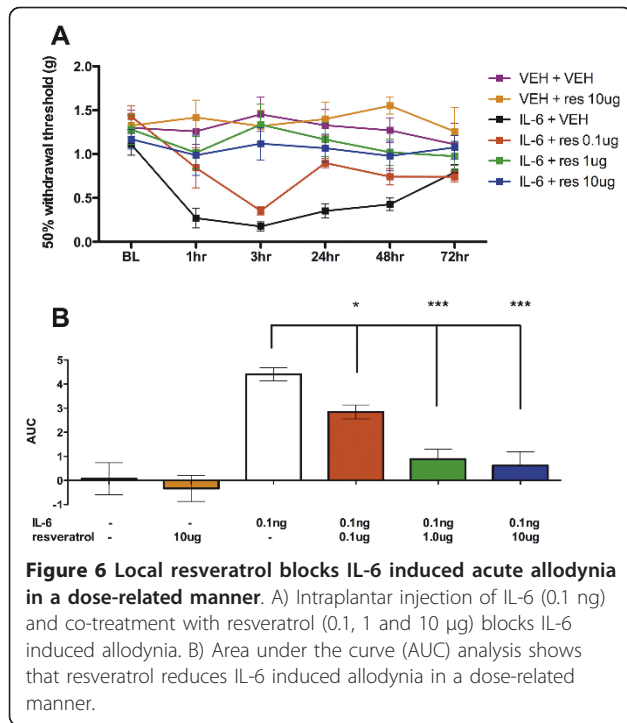 A
50% withdrawal threshold (g)
2.0
1.5
1.0
0.5
0.0
BL
1hr
3hr
24hr
48hr
72hr
VEH + VEH
VEH + res 10ug
IL-6 + VEH
IL-6 + res 0.1ug
IL-6 + res 1ug
IL-6 + res 10ug
B
*
***
***
AUC
5
4
3
2
1
0
-1
IL-6 - - 0.1ng 0.1ng 0.1ng 0.1ng
resveratrol - 10ug - 0.1ug 1.0ug 10ug
Figure 6 Local resveratrol blocks IL-6 induced acute allodynia
in a dose-related manner. A) Intraplantar injection of IL-6 (0.1 ng)
and co-treatment with resveratrol (0.1, 1 and 10 μg) blocks IL-6
induced allodynia. B) Area under the curve (AUC) analysis shows
that resveratrol reduces IL-6 induced allodynia in a dose-related
manner.